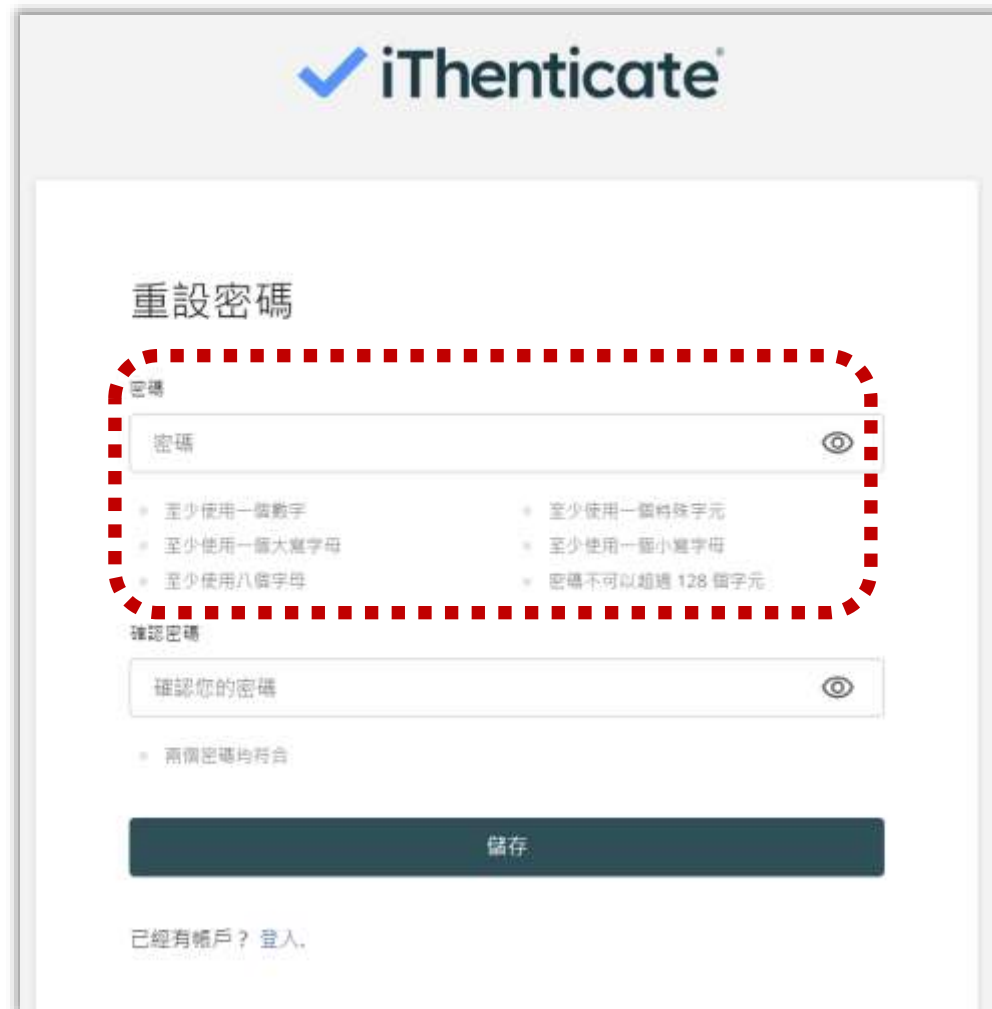 iThenticate
重設密碼
密碼
密碼
至少使用一個數字
至少使用一個特殊字元
至少使用一個大寫字母
至少使用一個小寫字母
至少使用八個字母
密碼不可以超過 128 個字元
確認密碼
確認您的密碼
兩個密碼均符合
儲存
已經有帳戶？登入.